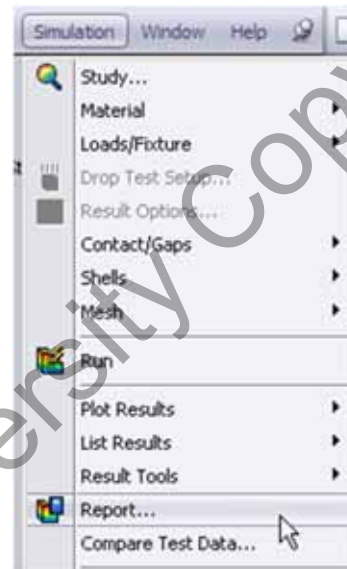 Simulation Window Help
Study...
Material
Loads/Fixture
Drop Test Setup...
Result Options...
Contact/Gaps
Shells
Mesh
Run
Plot Results
List Results
Result Tools
Report...
Compare Test Data...